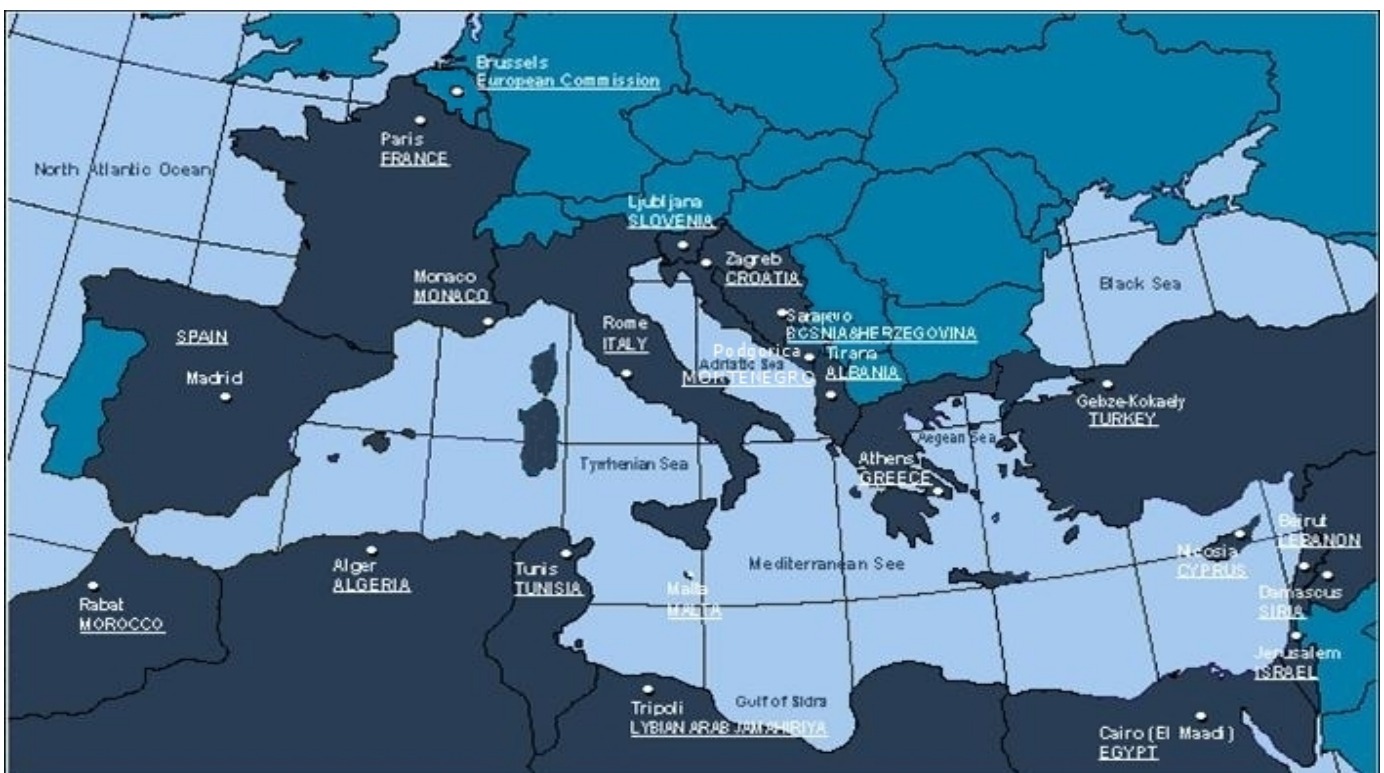 Brussels
European Commission
Paris
FRANCE
North Atlantic Ocean
Ljubljana
SLOVENIA
Zagreb
CROATIA
Monaco
MONACO
Black Sea
Sarajevo
BOSNIA&HERZEGOVINA
Rome
ITALY
SPAIN
Podgorica
MONTENEGRO
Adriatic Sea
Tirana
ALBANIA
Madrid
Gebze-Kokaely
TURKEY
Aegean Sea
Tyrrhenian Sea
Athens
GREECE
Beirut
LEBANON
Nicosia
CYPRUS
Mediterranean See
Alger
ALGERIA
Tunis
TUNISIA
Malta
MALTA
Damascus
SIRIA
Rabat
MOROCCO
Jerusalem
ISRAEL
Gulf of Sidra
Tripoli
LYBIAN ARAB JAMAHIRIYA
Cairo (El Maadi)
EGYPT